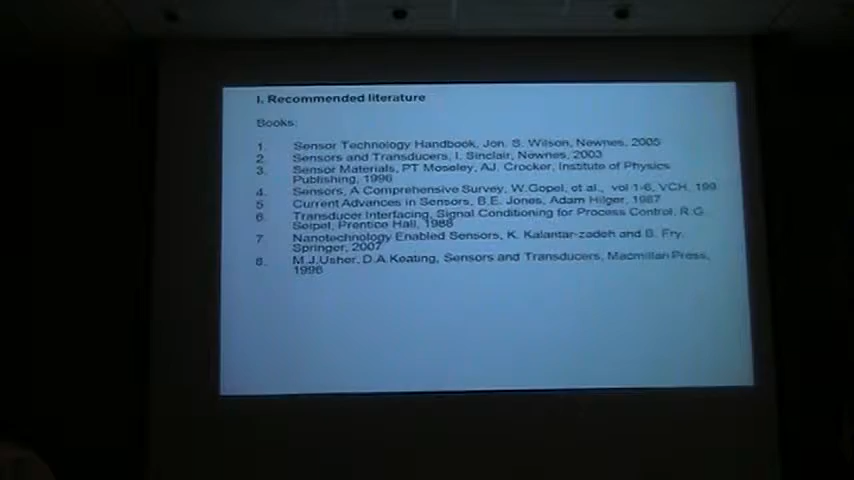 I. Recommended literature
Books:
1. Sensor Technology Handbook, Jon. S. Wilson, Newnes, 2005
2. Sensors and Transducers, I. Sinclair, Newnes, 2003
3. Sensor Materials, PT Moseley, AJ. Crocker, Institute of Physics
Publishing, 1996
4. Sensors, A Comprehensive Survey, W.Gopel, et al., vol 1-6, VCH, 199
5 Current Advances in Sensors, B.E. Jones, Adam Hilger, 1987
6. Transducer Interfacing, Signal Conditioning for Process Control, R.G.
Seipel, Prentice Hall, 1988
7 Nanotechnology Enabled Sensors, K. Kalantar-zadeh and B. Fry.
Springer, 2007
8. M.J.Usher, D.A.Keating, Sensors and Transducers, Macmillan Press,
1996